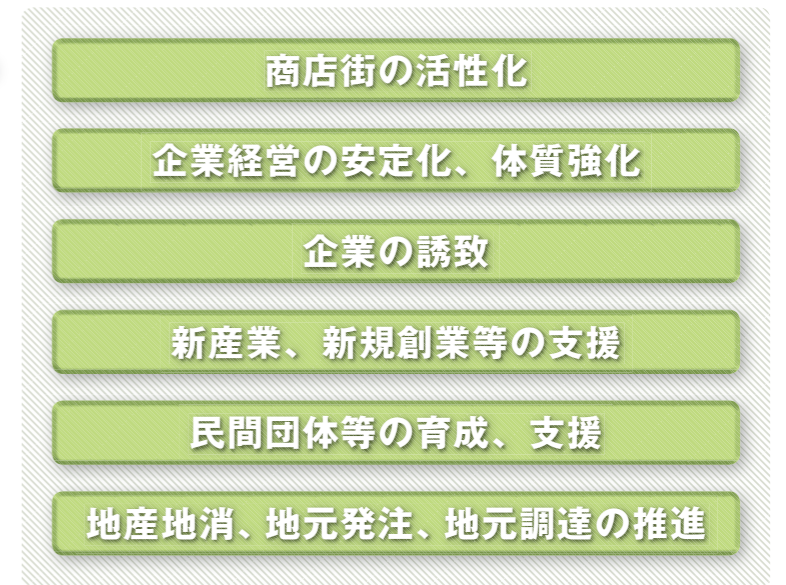 商店街の活性化
企業経営の安定化、体質強化
企業の誘致
新産業、新規創業等の支援
民間団体等の育成、支援
地産地消、地元発注、地元調達の推進